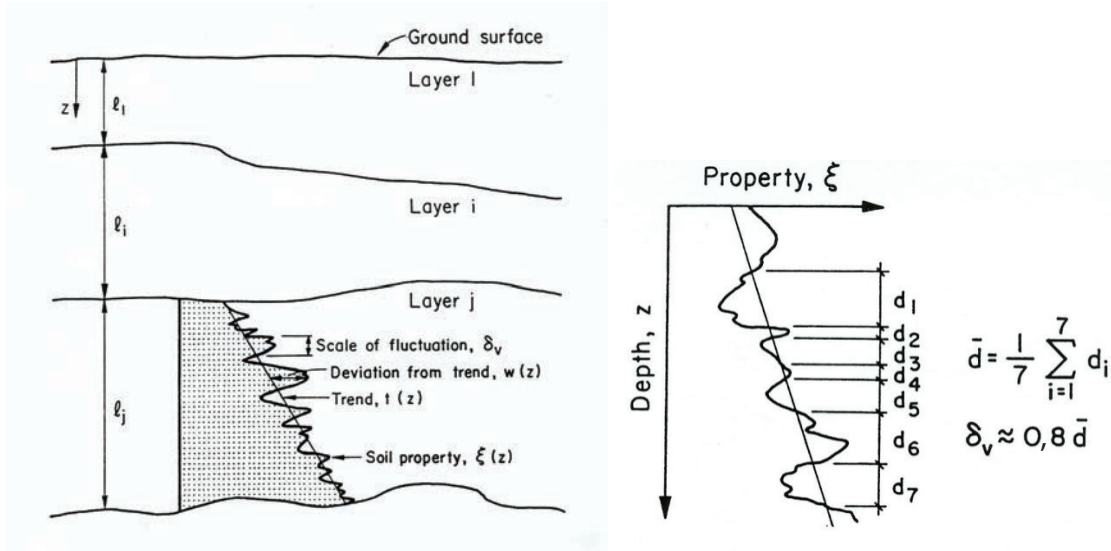 Ground surface
Layer 1
z
ℓ1
Layer i
ℓi
Layer j
Scale of fluctuation, δv
Deviation from trend, w(z)
Trend, t(z)
ℓj
Soil property, ξ(z)
Property, ξ
Depth, z
d1
d2
d3
d4
d5
d6
d7
d̄ = 1/7 7∑i=1 di
δv ≈ 0,8 d̄